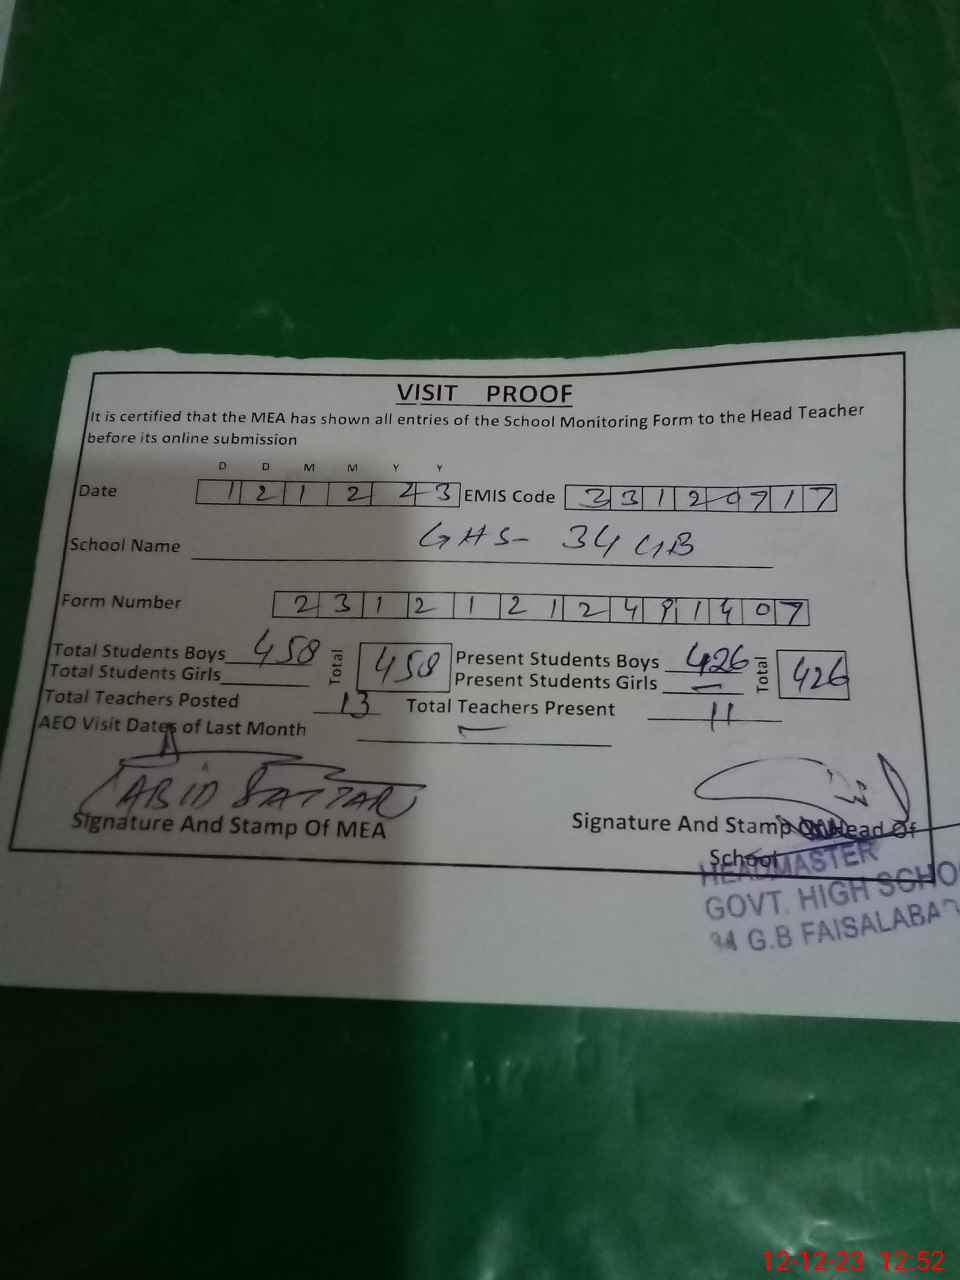 VISIT PROOF
It is certified that the MEA has shown all entries of the School Monitoring Form to the Head Teacher
before its online submission
D D M M Y Y
Date 1 2 1 2 2 3 EMIS Code 3 3 1 2 0 7 1 7
School Name GHS- 34 GB
Form Number 2 3 1 2 1 2 1 2 4 9 1 4 0 7
Total Students Boys 458 Total 458 Present Students Boys 426 Total 426
Total Students Girls Present Students Girls -
Total Teachers Posted 13 Total Teachers Present 11
AEO Visit Dates of Last Month -
ABID SATTAR
Signature And Stamp Of MEA Signature And Stamp Of Head Of
School
HEADMASTER
GOVT. HIGH SCHO
34 G.B FAISALABAD
12-12-23 12:52